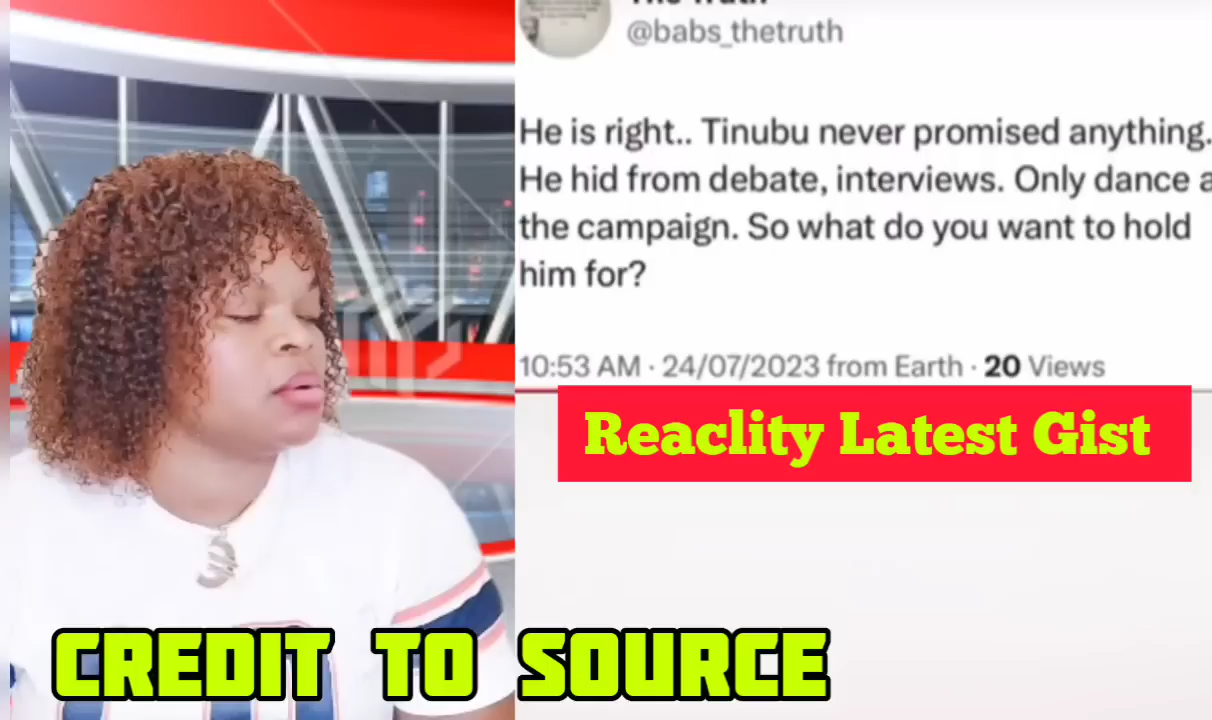 The Truth
@babs_thetruth
He is right.. Tinubu never promised anything.
He hid from debate, interviews. Only dance a
the campaign. So what do you want to hold
him for?
10:53 AM · 24/07/2023 from Earth · 20 Views
Reaclity Latest Gist
CREDIT TO SOURCE